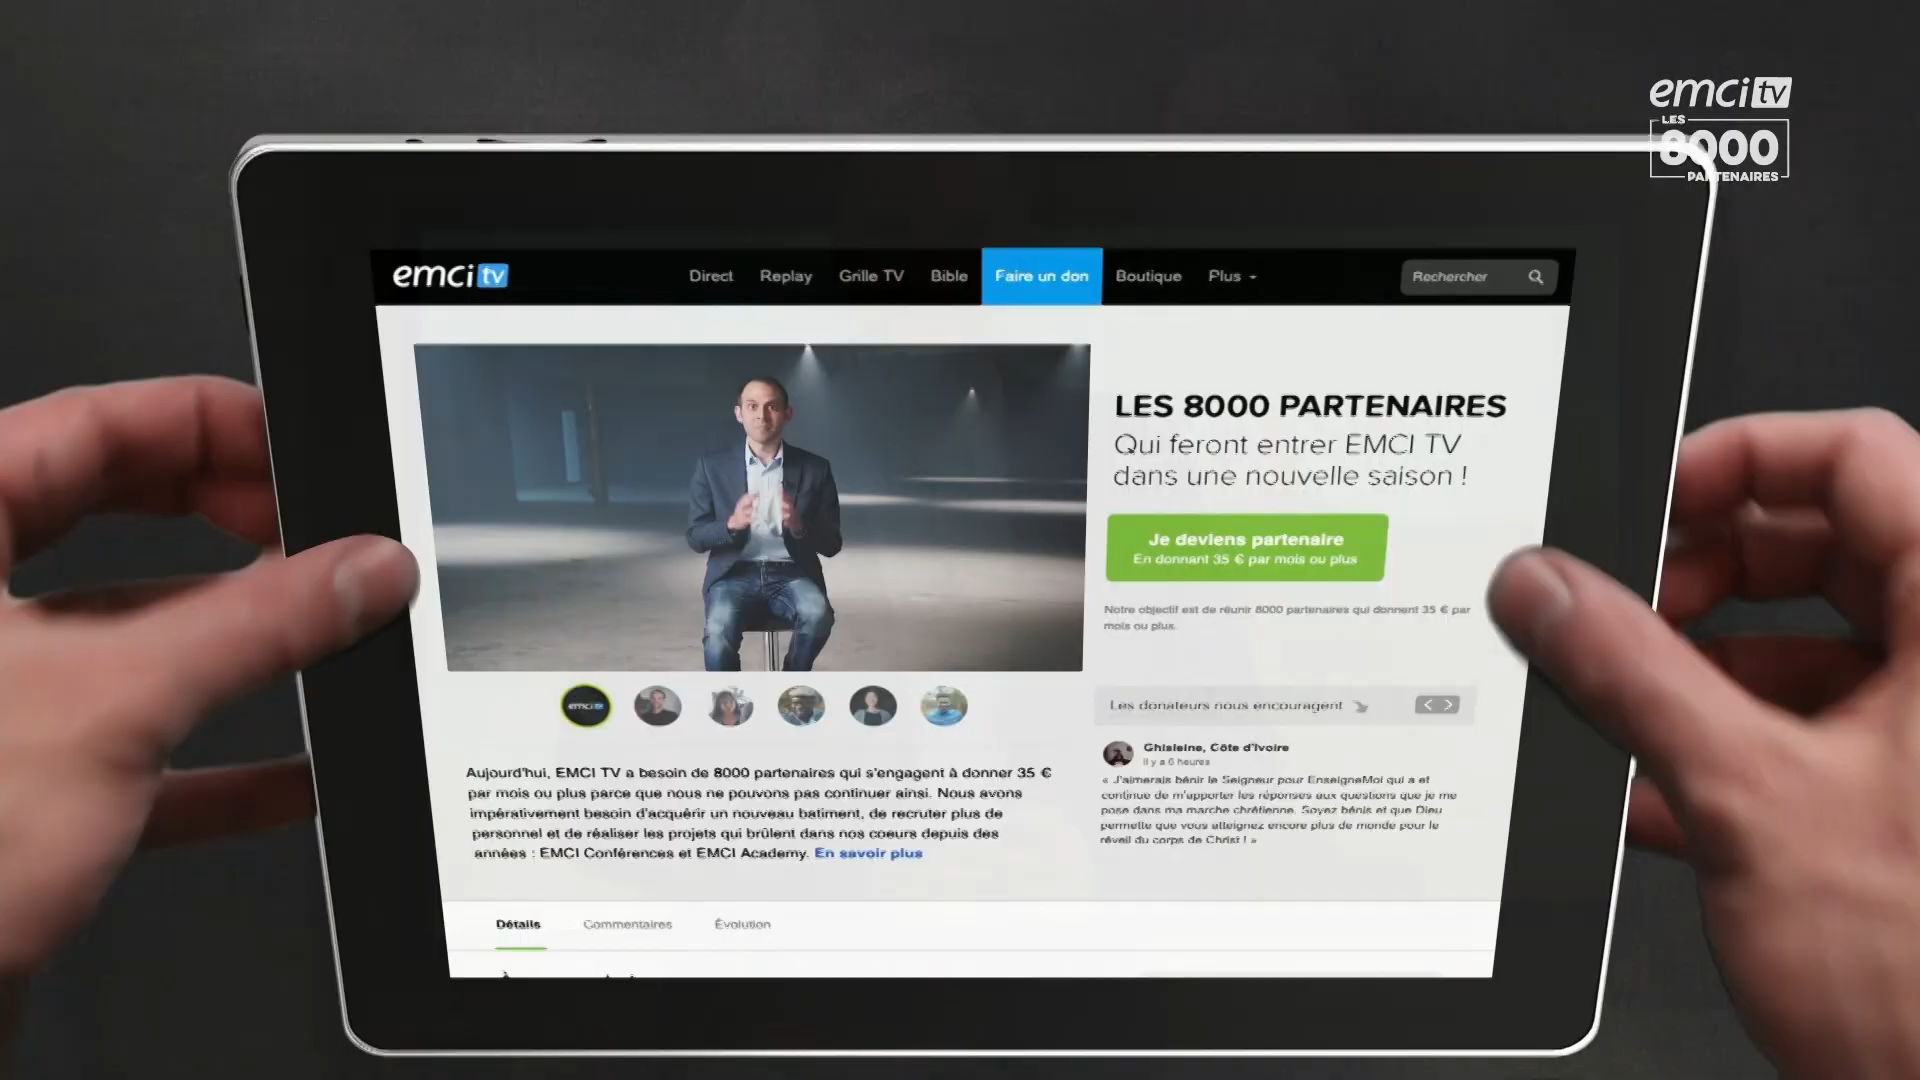 emci tv
LES
8000
PARTENAIRES
emci tv
Direct
Replay
Grille TV
Bible
Faire un don
Boutique
Plus
Rechercher
LES 8000 PARTENAIRES
Qui feront entrer EMCI TV
dans une nouvelle saison !
Je deviens partenaire
En donnant 35 € par mois ou plus
Notre objectif est de réunir 8000 partenaires qui donnent 35 € par
mois ou plus.
emci tv
Aujourd'hui, EMCI TV a besoin de 8000 partenaires qui s'engagent à donner 35 €
par mois ou plus parce que nous ne pouvons pas continuer ainsi. Nous avons
impérativement besoin d'acquérir un nouveau batiment, de recruter plus de
personnel et de réaliser les projets qui brûlent dans nos coeurs depuis des
années : EMCI Conférences et EMCI Academy. En savoir plus
Les donateurs nous encouragent
Ghisleine, Côte d'Ivoire
il y a 6 heures
« J'aimerais bénir le Seigneur pour EnseigneMoi qui a et
continue de m'apporter les réponses aux questions que je me
pose dans ma marche chrétienne. Soyez bénis et que Dieu
permette que vous atteignez encore plus de monde pour le
réveil du corps de Christ ! »
Détails
Commentaires
Évolution